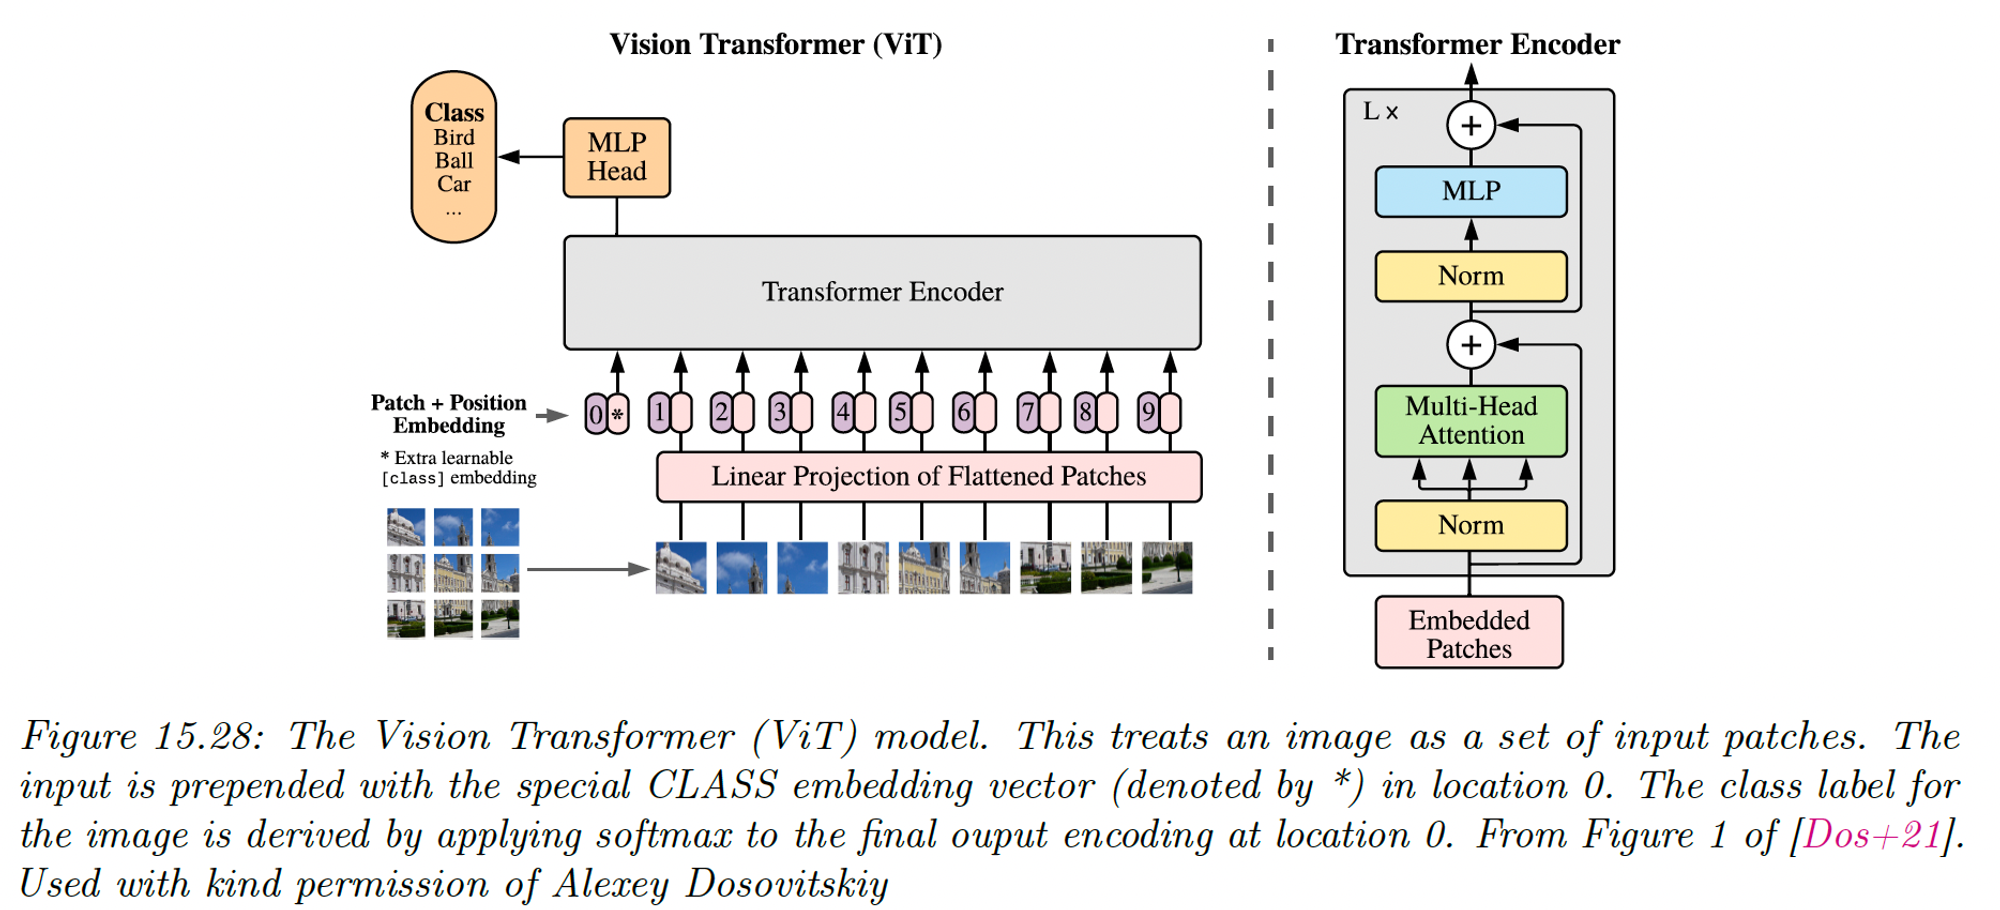 Vision Transformer (ViT)
Class
Bird
Ball
Car
...
MLP
Head
Transformer Encoder
Patch + Position
Embedding
* Extra learnable
[class] embedding
0 * 1 2 3 4 5 6 7 8 9
Linear Projection of Flattened Patches
Transformer Encoder
L ×
+
MLP
Norm
+
Multi-Head
Attention
Norm
Embedded
Patches
Figure 15.28: The Vision Transformer (ViT) model. This treats an image as a set of input patches. The
input is prepended with the special CLASS embedding vector (denoted by *) in location 0. The class label for
the image is derived by applying softmax to the final ouput encoding at location 0. From Figure 1 of [Dos+21].
Used with kind permission of Alexey Dosovitskiy